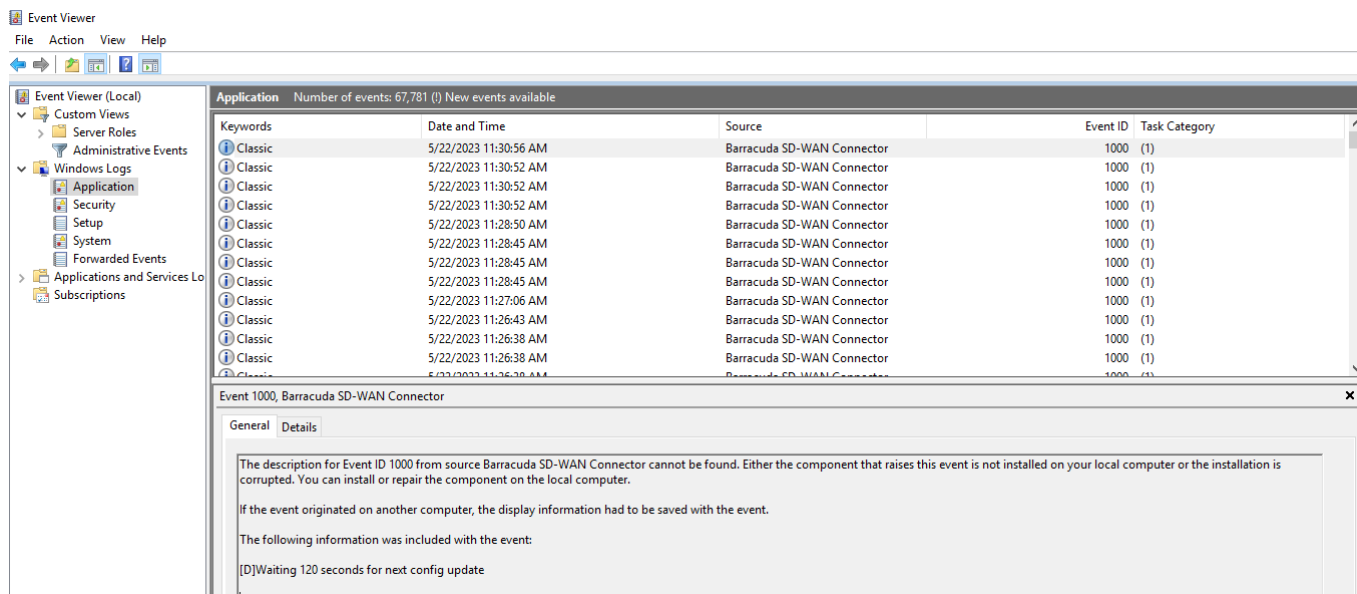 Event Viewer
File Action View Help
Event Viewer (Local)
Custom Views
Server Roles
Administrative Events
Windows Logs
Application
Security
Setup
System
Forwarded Events
Applications and Services Lo
Subscriptions
Application Number of events: 67,781 (!) New events available
Keywords Date and Time Source Event ID Task Category
Classic 5/22/2023 11:30:56 AM Barracuda SD-WAN Connector 1000 (1)
Classic 5/22/2023 11:30:52 AM Barracuda SD-WAN Connector 1000 (1)
Classic 5/22/2023 11:30:52 AM Barracuda SD-WAN Connector 1000 (1)
Classic 5/22/2023 11:30:52 AM Barracuda SD-WAN Connector 1000 (1)
Classic 5/22/2023 11:28:50 AM Barracuda SD-WAN Connector 1000 (1)
Classic 5/22/2023 11:28:45 AM Barracuda SD-WAN Connector 1000 (1)
Classic 5/22/2023 11:28:45 AM Barracuda SD-WAN Connector 1000 (1)
Classic 5/22/2023 11:28:45 AM Barracuda SD-WAN Connector 1000 (1)
Classic 5/22/2023 11:27:06 AM Barracuda SD-WAN Connector 1000 (1)
Classic 5/22/2023 11:26:43 AM Barracuda SD-WAN Connector 1000 (1)
Classic 5/22/2023 11:26:38 AM Barracuda SD-WAN Connector 1000 (1)
Classic 5/22/2023 11:26:38 AM Barracuda SD-WAN Connector 1000 (1)
Classic 5/22/2023 11:26:38 AM Barracuda SD-WAN Connector 1000 (1)
Event 1000, Barracuda SD-WAN Connector
General Details
The description for Event ID 1000 from source Barracuda SD-WAN Connector cannot be found. Either the component that raises this event is not installed on your local computer or the installation is
corrupted. You can install or repair the component on the local computer.
If the event originated on another computer, the display information had to be saved with the event.
The following information was included with the event:
[D]Waiting 120 seconds for next config update